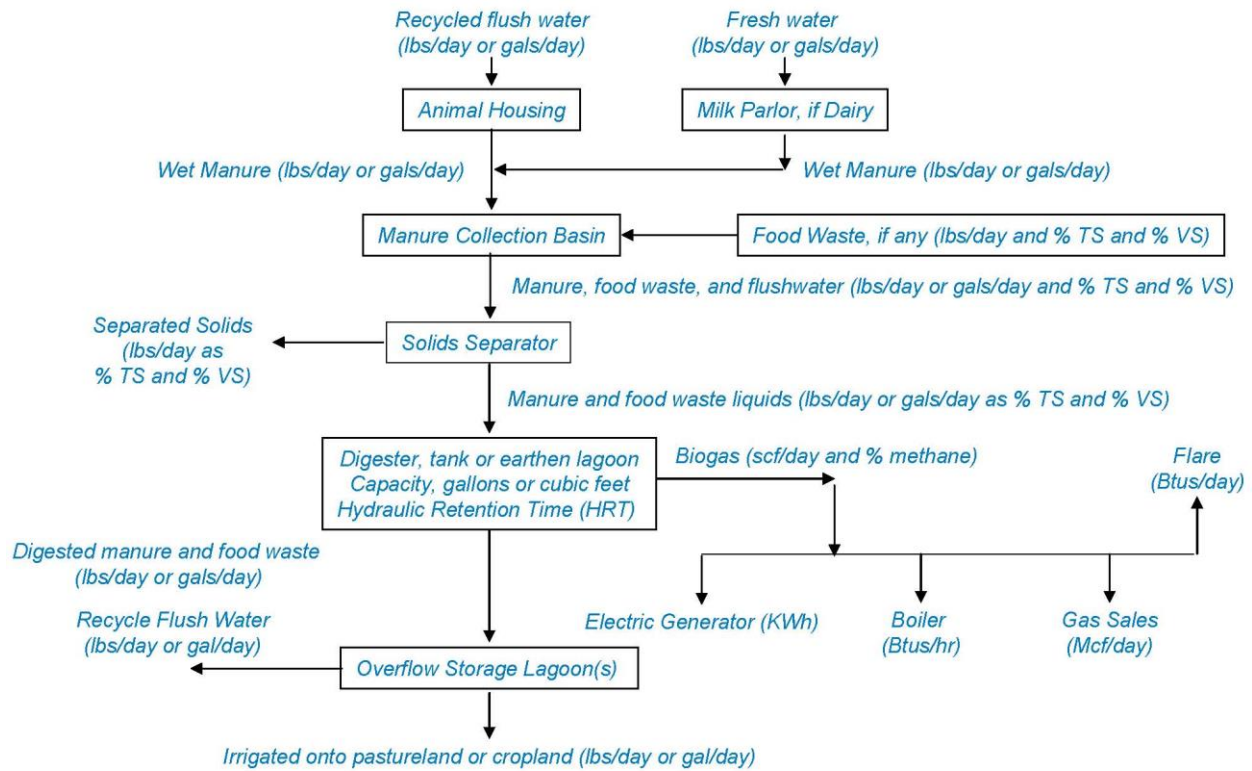 Recycled flush water
(lbs/day or gals/day)
Fresh water
(lbs/day or gals/day)
Animal Housing
Milk Parlor, if Dairy
Wet Manure (lbs/day or gals/day)
Wet Manure (lbs/day or gals/day)
Manure Collection Basin
Food Waste, if any (lbs/day and % TS and % VS)
Manure, food waste, and flushwater (lbs/day or gals/day and % TS and % VS)
Separated Solids
(lbs/day as
% TS and % VS)
Solids Separator
Manure and food waste liquids (lbs/day or gals/day as % TS and % VS)
Digester, tank or earthen lagoon
Capacity, gallons or cubic feet
Hydraulic Retention Time (HRT)
Biogas (scf/day and % methane)
Flare
(Btus/day)
Digested manure and food waste
(lbs/day or gals/day)
Electric Generator (KWh)
Boiler
(Btus/hr)
Gas Sales
(Mcf/day)
Recycle Flush Water
(lbs/day or gal/day)
Overflow Storage Lagoon(s)
Irrigated onto pastureland or cropland (lbs/day or gal/day)